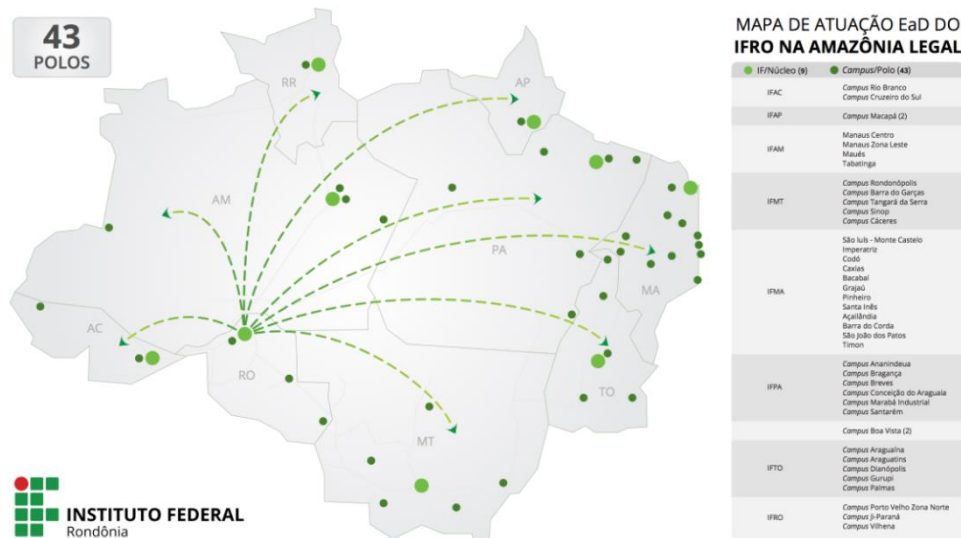 43
POLOS
MAPA DE ATUAÇÃO EaD DO
IFRO NA AMAZÔNIA LEGAL
IF/Núcleo (9) Campus/Polo (43)
IFAC
Campus Rio Branco
Campus Cruzeiro do Sul
IFAP
Campus Macapá (2)
IFAM
Manaus Centro
Manaus Zona Leste
Maués
Tabatinga
IFMT
Campus Rondonópolis
Campus Barra do Garças
Campus Tangará da Serra
Campus Sinop
Campus Cáceres
IFMA
São luís - Monte Castelo
Imperatriz
Codó
Caxias
Bacabal
Grajaú
Pinheiro
Santa Inês
Açailândia
Barra do Corda
São João dos Patos
Timon
IFPA
Campus Ananindeua
Campus Bragança
Campus Breves
Campus Conceição do Araguaia
Campus Marabá Industrial
Campus Santarém
Campus Boa Vista (2)
IFTO
Campus Araguaína
Campus Araguatins
Campus Dianópolis
Campus Gurupi
Campus Palmas
IFRO
Campus Porto Velho Zona Norte
Campus Ji-Paraná
Campus Vilhena
RR
AP
AM
PA
MA
AC
RO
TO
MT
INSTITUTO FEDERAL
Rondônia